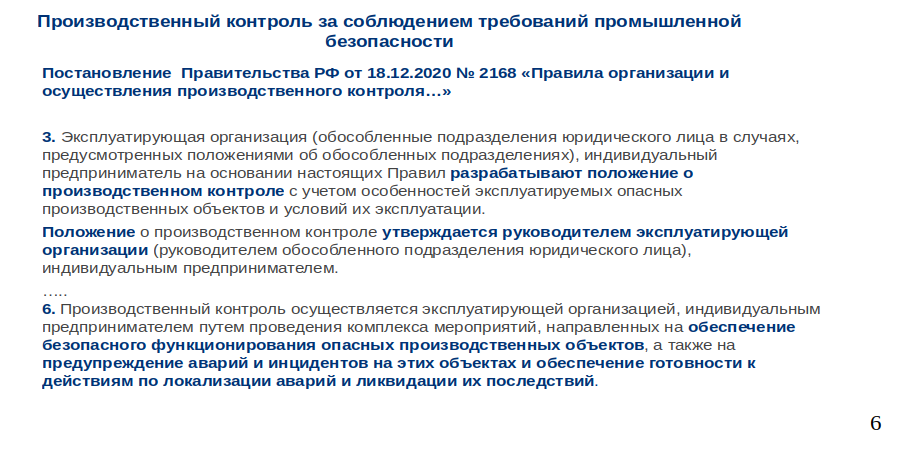 Производственный контроль за соблюдением требований промышленной
безопасности
Постановление  Правительства РФ от 18.12.2020 № 2168 «Правила организации и
осуществления производственного контроля…»
3. Эксплуатирующая организация (обособленные подразделения юридического лица в случаях,
предусмотренных положениями об обособленных подразделениях), индивидуальный
предприниматель на основании настоящих Правил разрабатывают положение о
производственном контроле с учетом особенностей эксплуатируемых опасных
производственных объектов и условий их эксплуатации.
Положение о производственном контроле утверждается руководителем эксплуатирующей
организации (руководителем обособленного подразделения юридического лица),
индивидуальным предпринимателем.
…..
6. Производственный контроль осуществляется эксплуатирующей организацией, индивидуальным
предпринимателем путем проведения комплекса мероприятий, направленных на обеспечение
безопасного функционирования опасных производственных объектов, а также на
предупреждение аварий и инцидентов на этих объектах и обеспечение готовности к
действиям по локализации аварий и ликвидации их последствий.
6